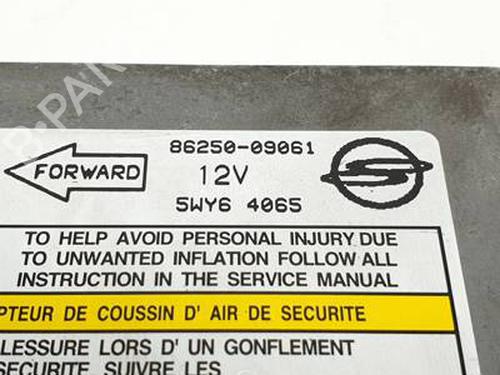 86250-09061
FORWARD
12V
5WY6 4065
TO HELP AVOID PERSONAL INJURY DUE
TO UNWANTED INFLATION FOLLOW ALL
INSTRUCTION IN THE SERVICE MANUAL
PTEUR DE COUSSIN D' AIR DE SECURITE
LESSURE LORS D' UN GONFLEMENT
SECURITE, SUIVRE LES
B-PARTS